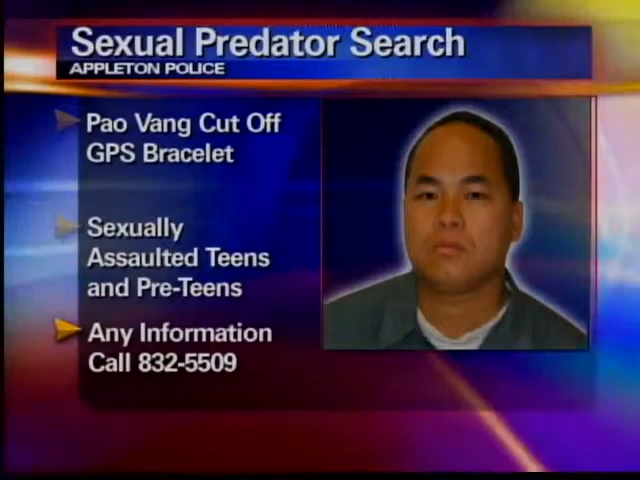 Sexual Predator Search
APPLETON POLICE
Pao Vang Cut Off
GPS Bracelet
Sexually
Assaulted Teens
and Pre-Teens
Any Information
Call 832-5509